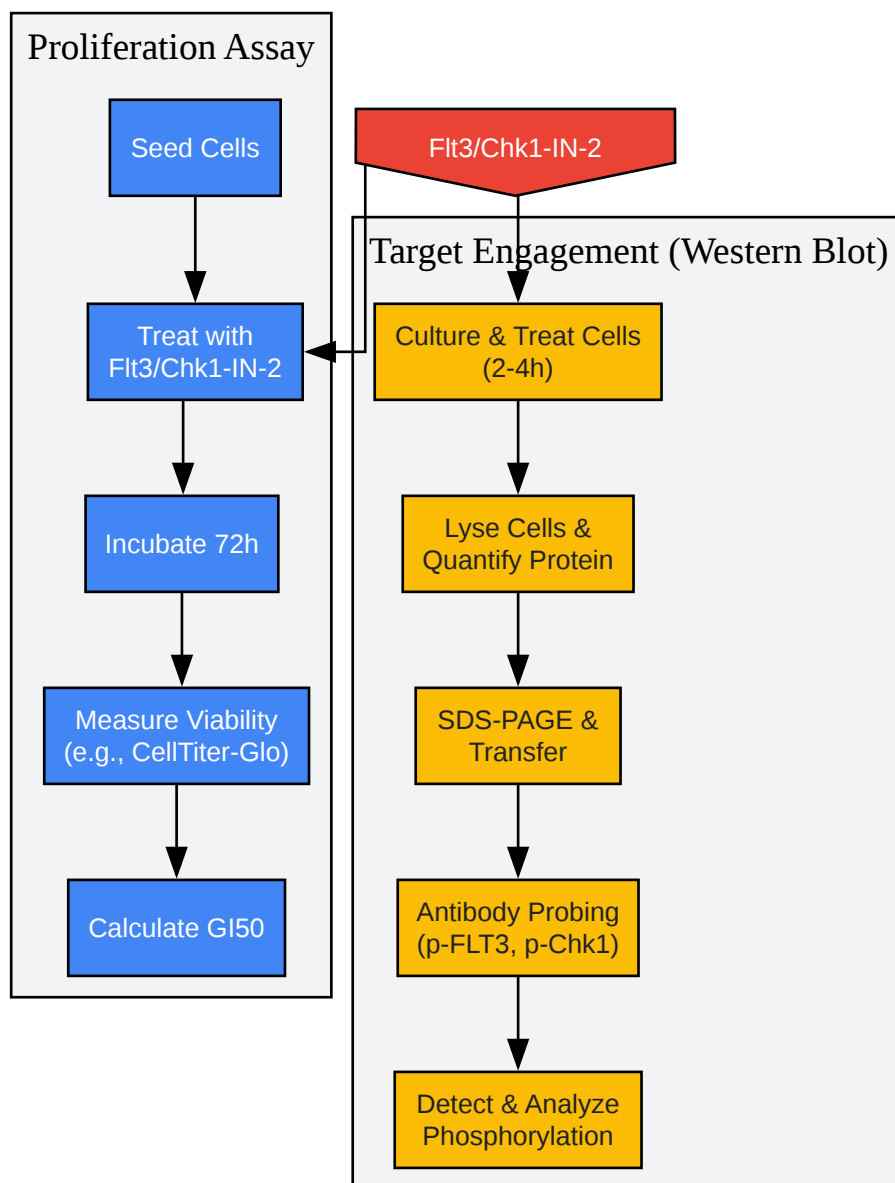 Proliferation Assay
Seed Cells
Treat with
Flt3/Chk1-IN-2
Incubate 72h
Measure Viability
(e.g., CellTiter-Glo)
Calculate GI50
Flt3/Chk1-IN-2
Target Engagement (Western Blot)
Culture & Treat Cells
(2-4h)
Lyse Cells &
Quantify Protein
SDS-PAGE &
Transfer
Antibody Probing
(p-FLT3, p-Chk1)
Detect & Analyze
Phosphorylation